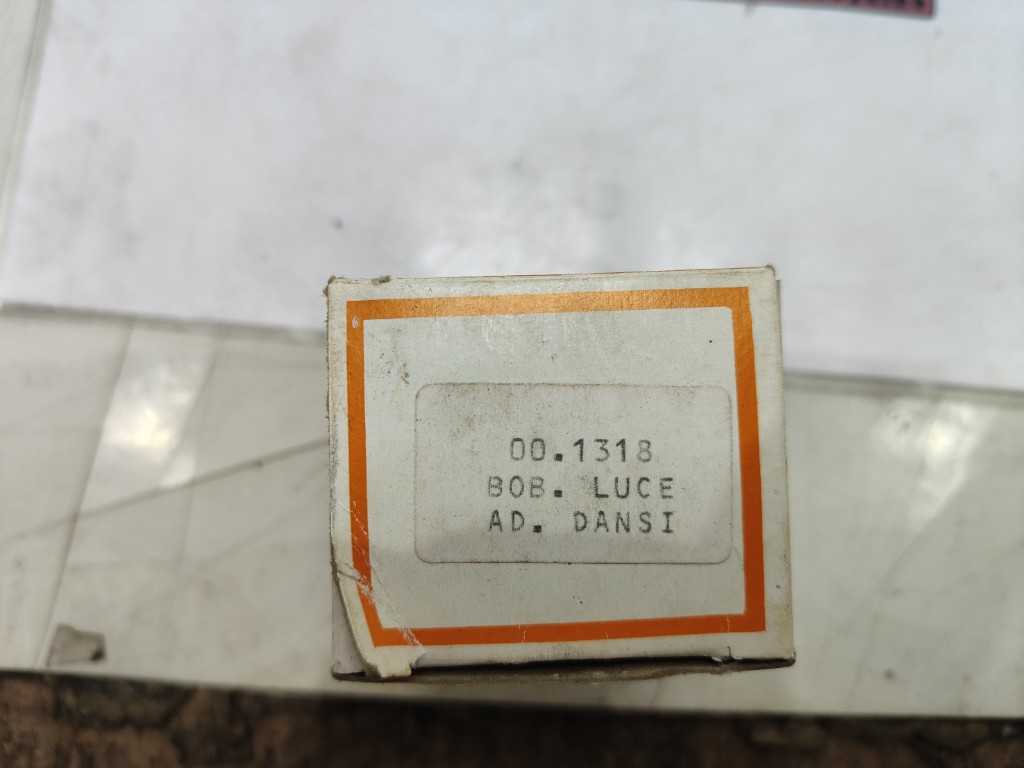 00.1318
BOB. LUCE
AD. DANSI